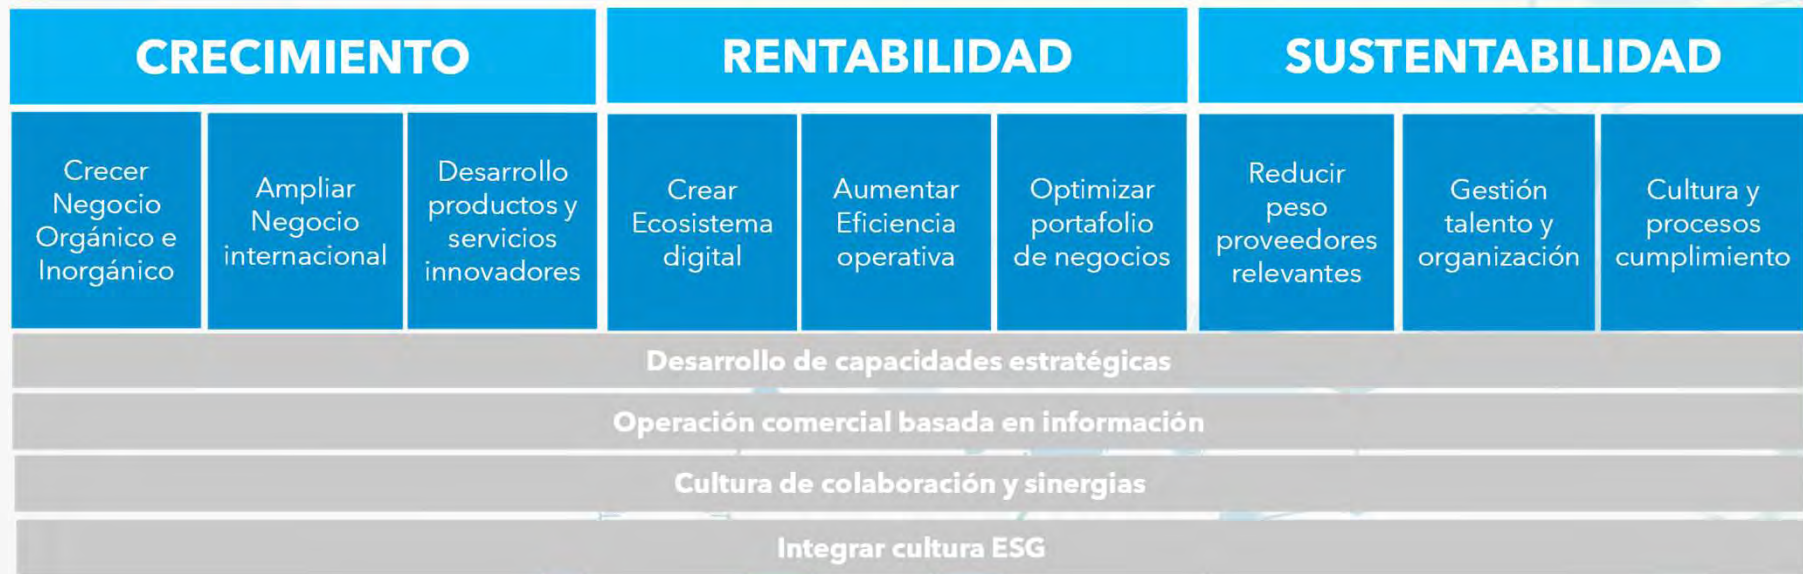 CRECIMIENTO
RENTABILIDAD
SUSTENTABILIDAD
Crecer
Negocio
Orgánico e
Inorgánico
Ampliar
Negocio
internacional
Desarrollo
productos y
servicios
innovadores
Crear
Ecosistema
digital
Aumentar
Eficiencia
operativa
Optimizar
portafolio
de negocios
Reducir
peso
proveedores
relevantes
Gestión
talento y
organización
Cultura y
procesos
cumplimiento
Desarrollo de capacidades estratégicas
Operación comercial basada en información
Cultura de colaboración y sinergias
Integrar cultura ESG